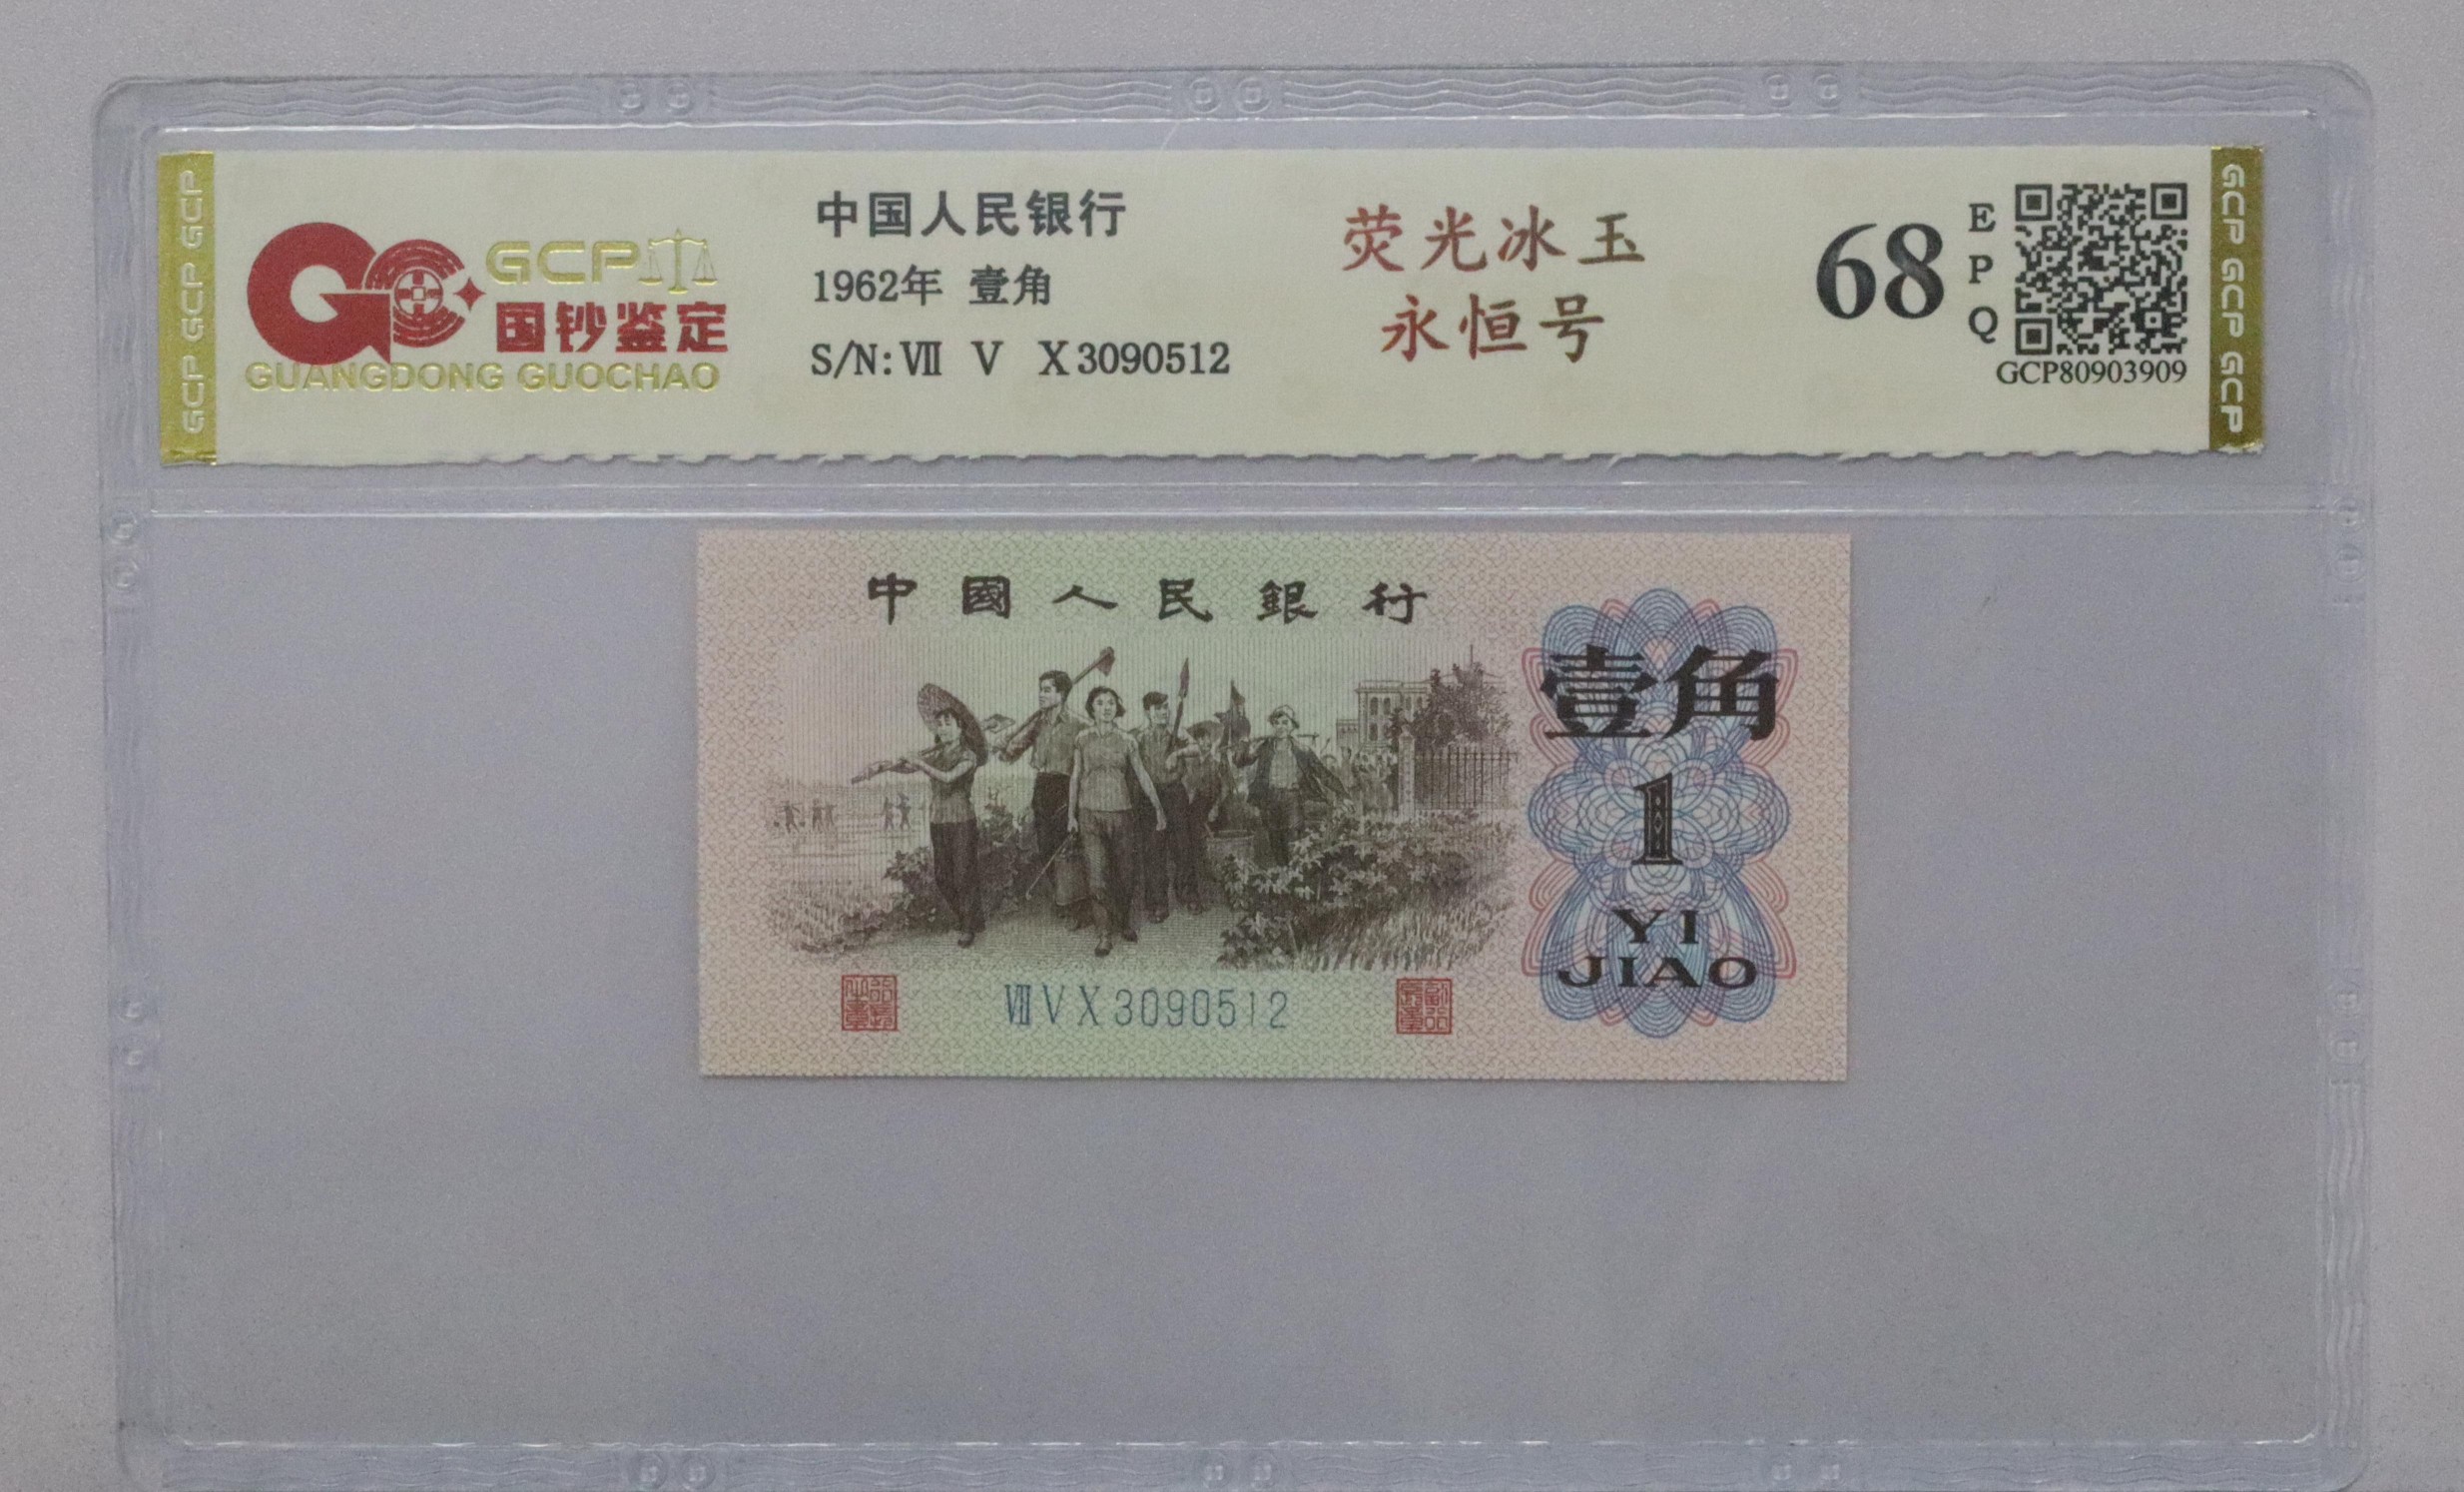 GCP GCP GCP
GCP
国钞鉴定
GUANGDONG GUOCHAO
中国人民银行
1962年 壹角
S/N: Ⅶ Ⅴ Ⅹ3090512
荧光冰玉
永恒号
68
EPQ
GCP80903909
GCP GCP GCP
中國人民銀行
壹角
1
YI
JIAO
ⅦⅤⅩ3090512